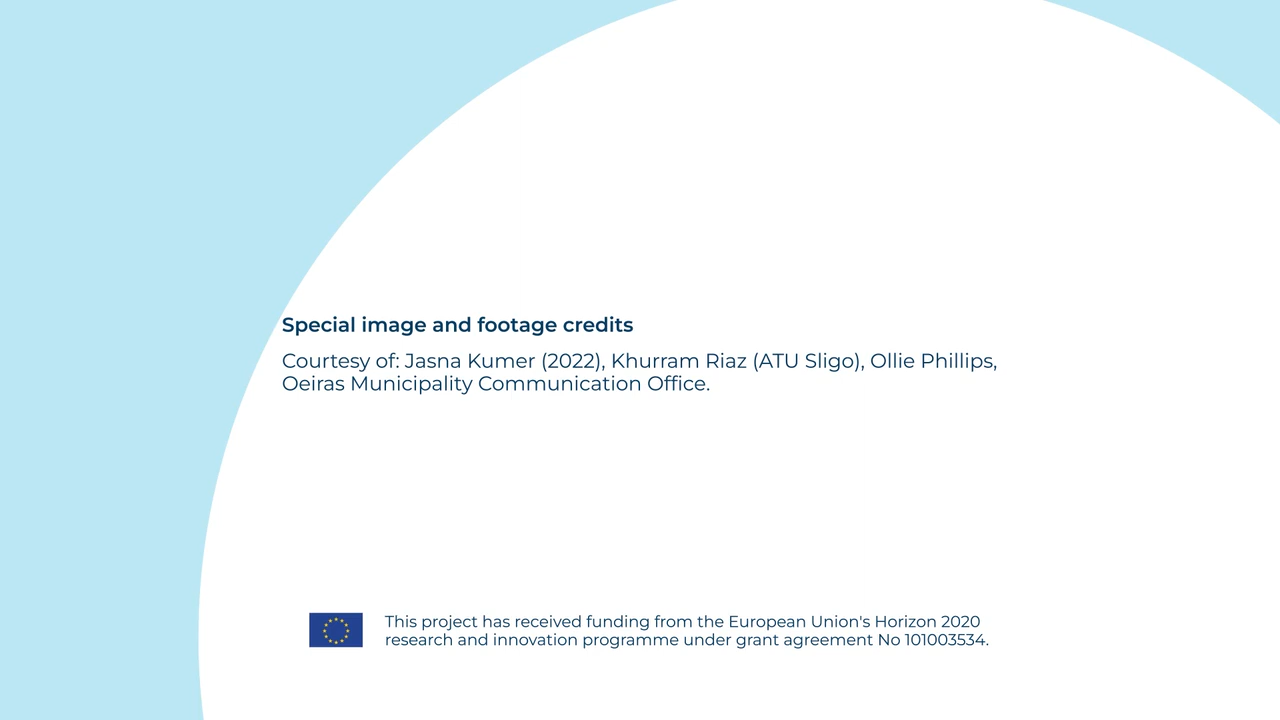 Special image and footage credits
Courtesy of: Jasna Kumer (2022), Khurram Riaz (ATU Sligo), Ollie Phillips,
Oeiras Municipality Communication Office.
This project has received funding from the European Union's Horizon 2020
research and innovation programme under grant agreement No 101003534.